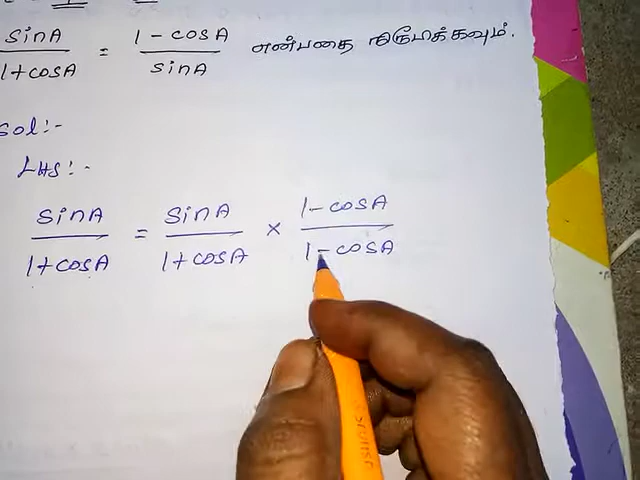 sinA / 1+cosA = 1-cosA / sinA என்பதை நிரூபிக்கவும்.
Sol:-
LHS:-
sinA / 1+cosA = sinA / 1+cosA × 1-cosA / 1-cosA